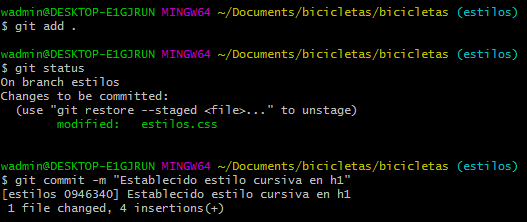 wadmin@DESKTOP-E1GJRUN MINGW64 ~/Documents/bicicletas/bicicletas (estilos)
$ git add .
wadmin@DESKTOP-E1GJRUN MINGW64 ~/Documents/bicicletas/bicicletas (estilos)
$ git status
On branch estilos
Changes to be committed:
  (use "git restore --staged <file>..." to unstage)
        modified:   estilos.css
wadmin@DESKTOP-E1GJRUN MINGW64 ~/Documents/bicicletas/bicicletas (estilos)
$ git commit -m "Establecido estilo cursiva en h1"
[estilos 0946340] Establecido estilo cursiva en h1
 1 file changed, 4 insertions(+)